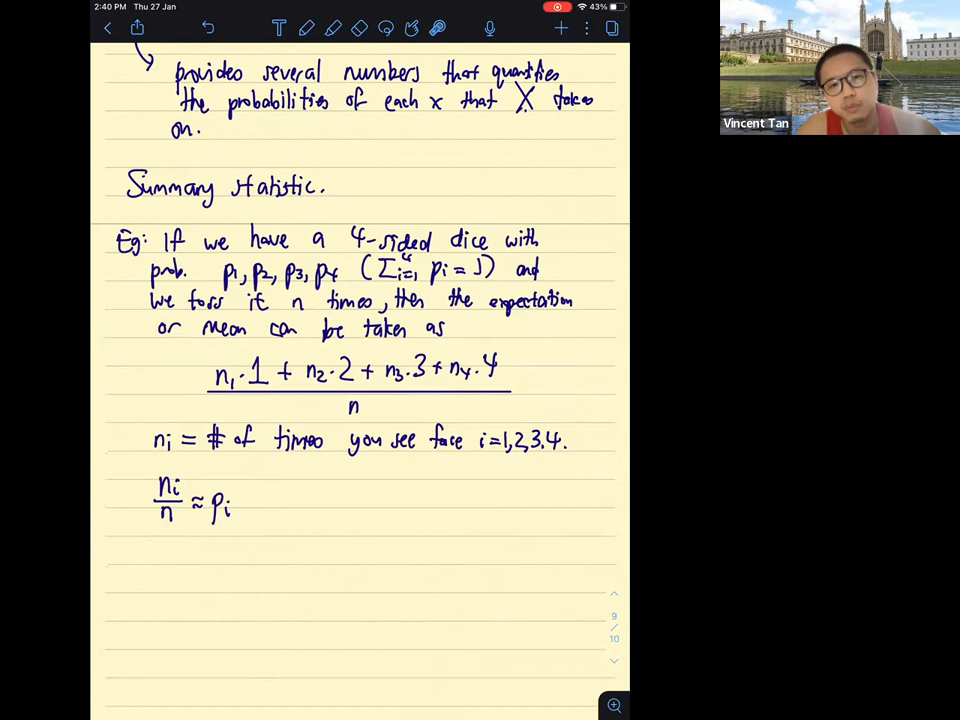 2:40 PM Thu 27 Jan
43%
provides several numbers that quantifies
the probabilities of each x that X takes
on.
Summary statistic.
Eg: If we have a 4-sided dice with
prob. p1, p2, p3, p4 (Σ⁴ᵢ₌₁ pi = 1) and
we toss it n times, then the expectation
or mean can be taken as
n1·1 + n2·2 + n3·3 + n4·4
n
ni = # of times you see face i=1,2,3,4.
ni
n
≈ pi
9
/
10
Vincent Tan